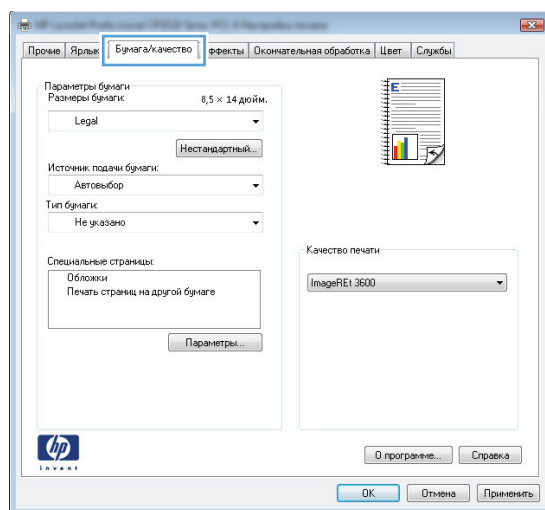 Прочие Ярлык Бумага/качество ффекты Окончательная обработка Цвет Службы
Параметры бумаги
Размеры бумаги: 8,5 × 14 дюйм.
Legal
Нестандартный...
Источник подачи бумаги:
Автовыбор
Тип бумаги:
Не указано
Специальные страницы:
Обложки
Печать страниц на другой бумаге
Параметры...
E
Качество печати
ImageREt 3600
hp
invent
О программе... Справка
OK Отмена Применить